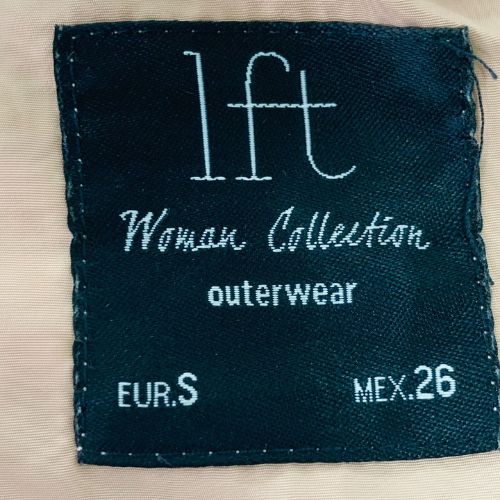 lft
Woman Collection
outerwear
EUR.S MEX.26